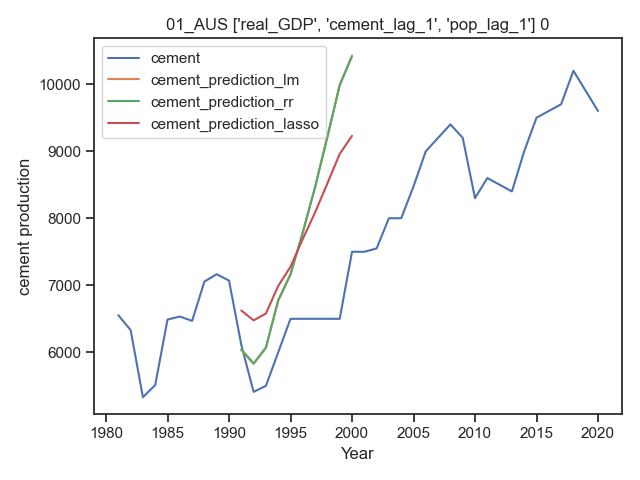 01_AUS ['real_GDP', 'cement_lag_1', 'pop_lag_1'] 0
cement
cement_prediction_lm
cement_prediction_rr
cement_prediction_lasso
10000
9000
8000
7000
6000
cement production
1980
1985
1990
1995
2000
2005
2010
2015
2020
Year